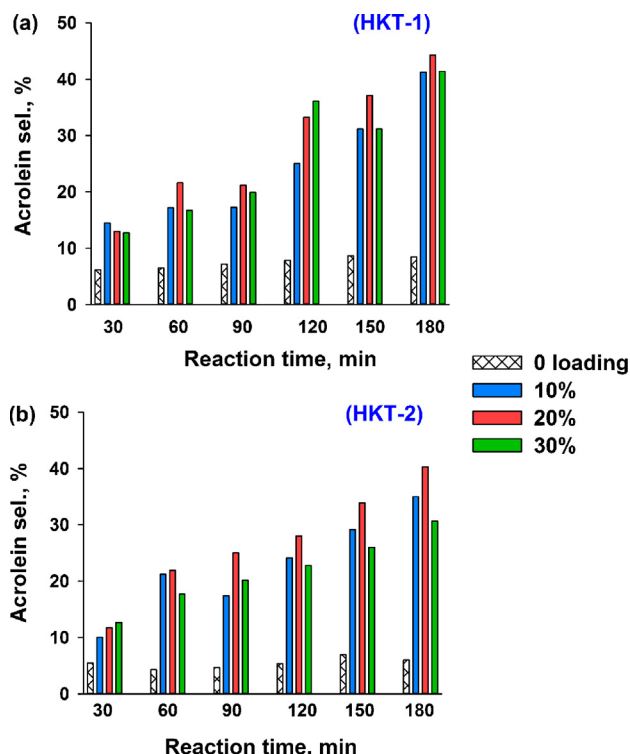 (a)
(HKT-1)
Acrolein sel., %
50
40
30
20
10
0
30 60 90 120 150 180
Reaction time, min
0 loading
10%
20%
30%
(b)
(HKT-2)
Acrolein sel., %
50
40
30
20
10
0
30 60 90 120 150 180
Reaction time, min